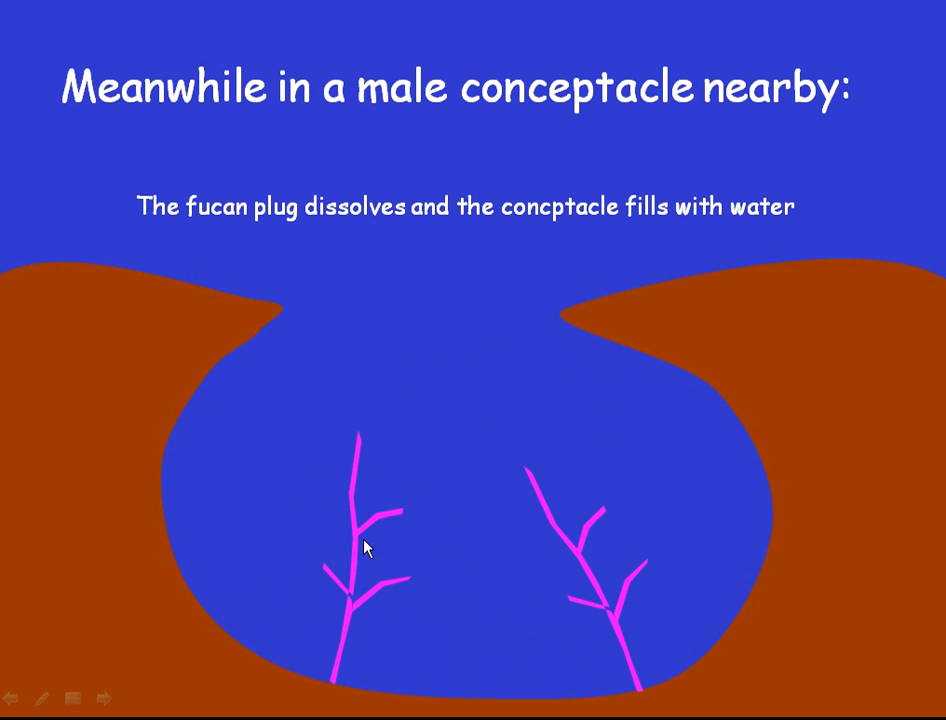 Meanwhile in a male conceptacle nearby:
The fucan plug dissolves and the concptacle fills with water